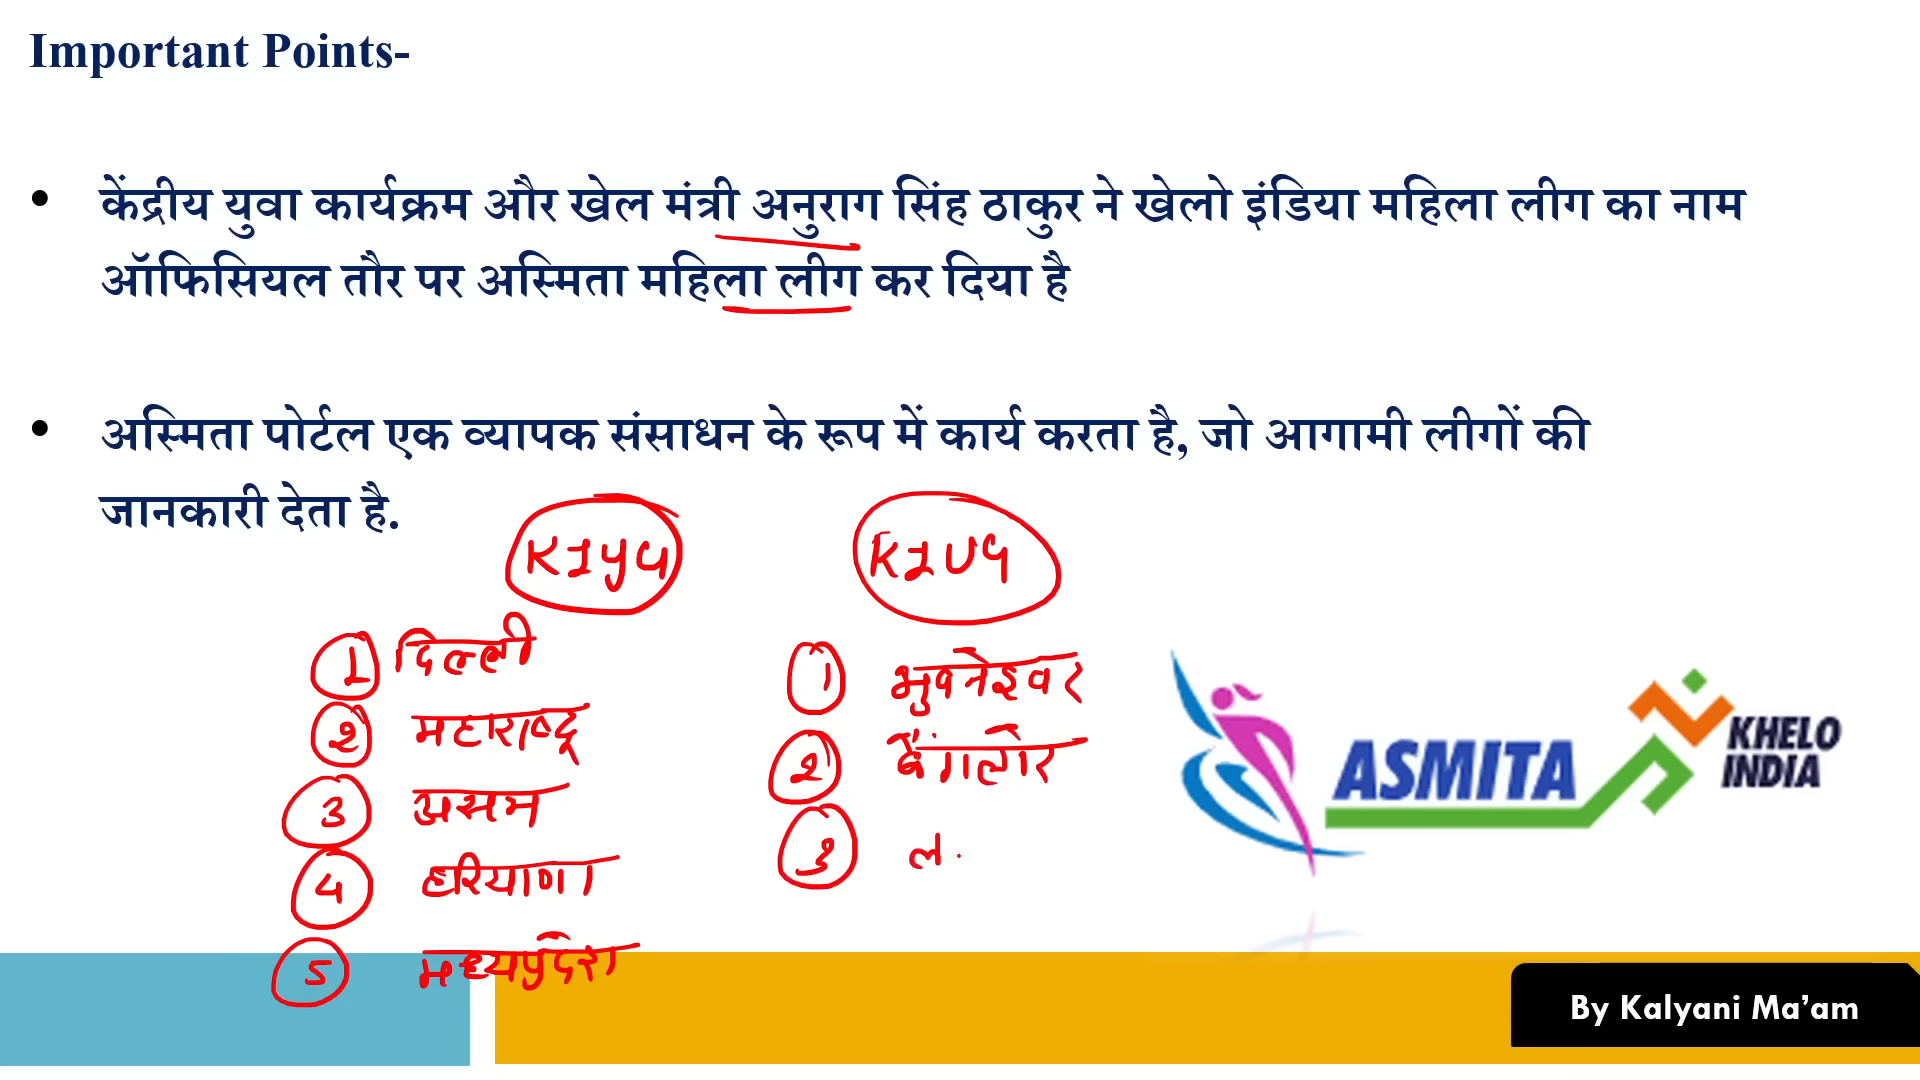 Important Points-
• केंद्रीय युवा कार्यक्रम और खेल मंत्री अनुराग सिंह ठाकुर ने खेलो इंडिया महिला लीग का नाम
ऑफिसियल तौर पर अस्मिता महिला लीग कर दिया है
• अस्मिता पोर्टल एक व्यापक संसाधन के रूप में कार्य करता है, जो आगामी लीगों की
जानकारी देता है.
KIYG
KIUG
1 दिल्ली
2 महाराष्ट्र
3 असम
4 हरियाणा
5 मध्यप्रदेश
1 भुवनेश्वर
2 बैंगलोर
3 ल
ASMITA
KHELO
INDIA
By Kalyani Ma’am